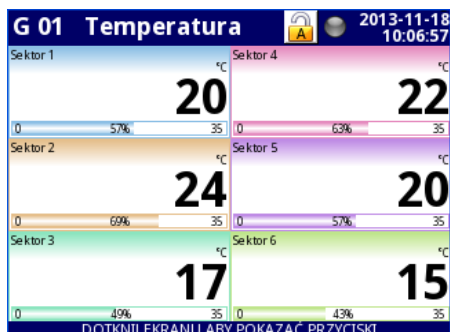 G 01 Temperatura A 2013-11-18
10:06:57
Sektor 1
°C
20
0 57% 35
Sektor 4
°C
22
0 63% 35
Sektor 2
°C
24
0 69% 35
Sektor 5
°C
20
0 57% 35
Sektor 3
°C
17
0 49% 35
Sektor 6
°C
15
0 43% 35
DOTKNIJ EKRANU ABY POKAZAĆ PRZYCISKI